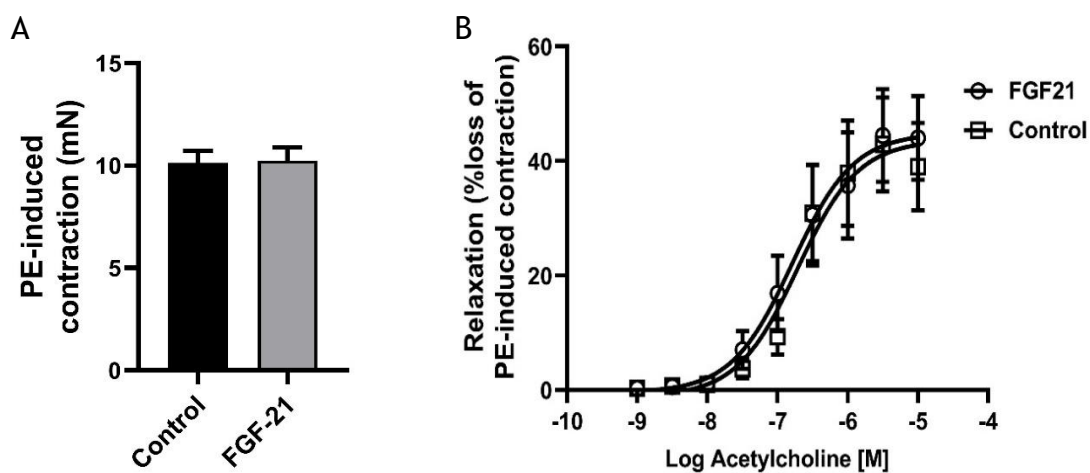 A
PE-induced
contraction (mN)
15
10
5
0
Control
FGF-21
B
Relaxation (%loss of
PE-induced contraction)
60
40
20
0
-10
-9
-8
-7
-6
-5
-4
Log Acetylcholine [M]
FGF21
Control